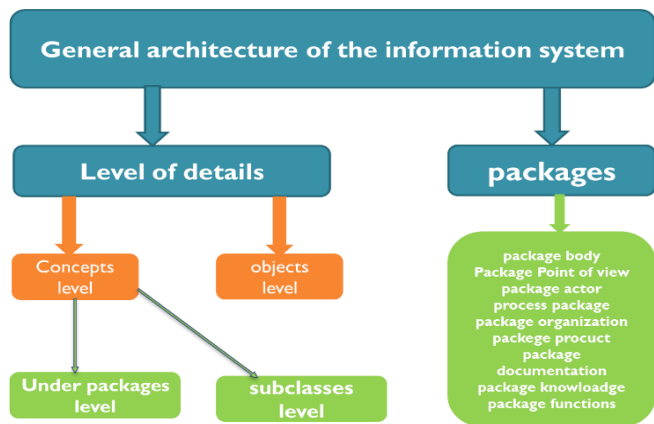 General architecture of the information system
Level of details
packages
Concepts
level
objects
level
Under packages
level
subclasses
level
package body
Package Point of view
package actor
process package
package organization
packege procuct
package
documentation
package knowloadge
package functions